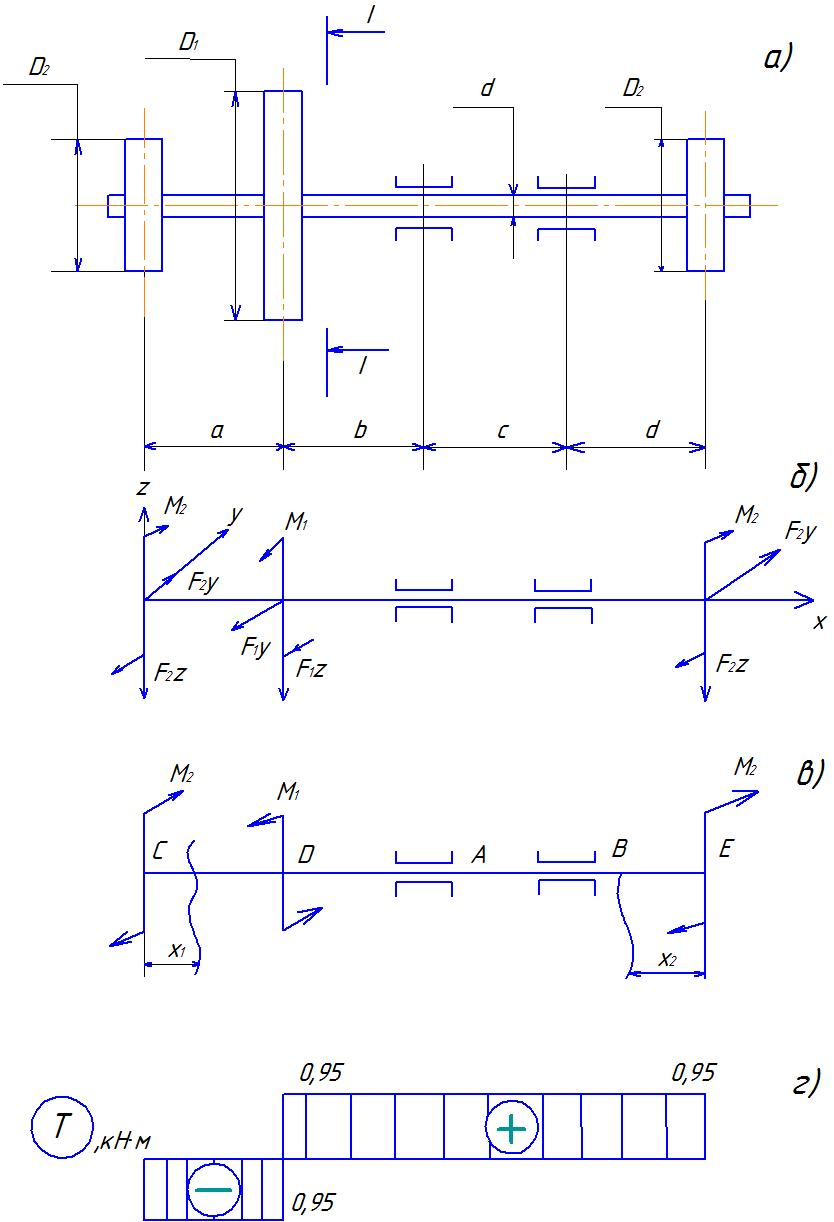 I
а)
D₁
D₂
d
D₂
I
a
b
c
d
б)
z
M₂
y
M₁
M₂
F₂y
F₂y
x
F₁y
F₂z
F₁z
F₂z
в)
M₂
M₂
M₁
C
D
A
B
E
x₁
x₂
г)
0,95
0,95
T
,кНм
+
−
0,95